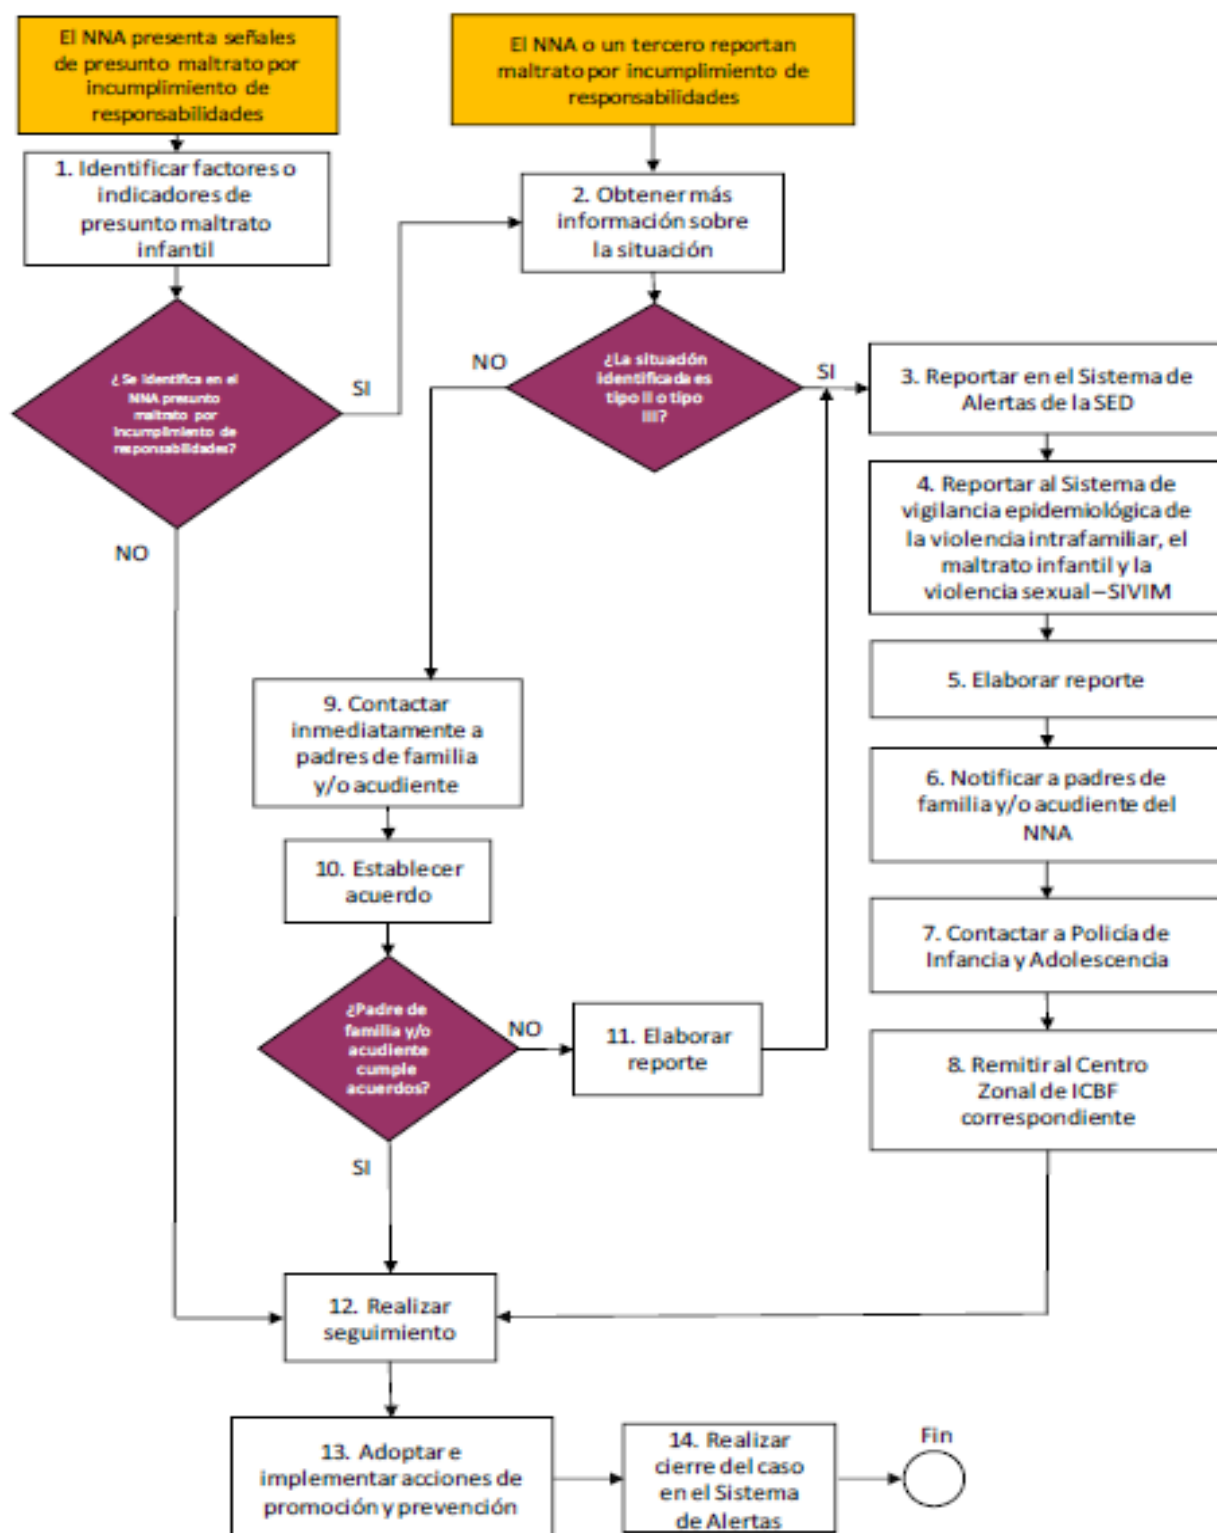 El NNA presenta señales
de presunto maltrato por
incumplimiento de
responsabilidades
El NNA o un tercero reportan
maltrato por incumplimiento de
responsabilidades
1. Identificar factores o
indicadores de
presunto maltrato
infantil
2. Obtener más
información sobre
la situación
¿Se identifica en el
NNA presunto
maltrato por
incumplimiento de
responsabilidades?
SI
NO
¿La situación
identificada es
tipo II o tipo
III?
NO
SI
3. Reportar en el Sistema de
Alertas de la SED
4. Reportar al Sistema de
vigilancia epidemiológica de
la violencia intrafamiliar, el
maltrato infantil y la
violencia sexual – SIVIM
5. Elaborar reporte
6. Notificar a padres de
familia y/o acudiente del
NNA
7. Contactar a Policía de
Infancia y Adolescencia
8. Remitir al Centro
Zonal de ICBF
correspondiente
9. Contactar
inmediatamente a
padres de familia
y/o acudiente
10. Establecer
acuerdo
¿Padre de
familia y/o
acudiente
cumple
acuerdos?
NO
11. Elaborar
reporte
SI
12. Realizar
seguimiento
13. Adoptar e
implementar acciones de
promoción y prevención
14. Realizar
cierre del caso
en el Sistema
de Alertas
Fin